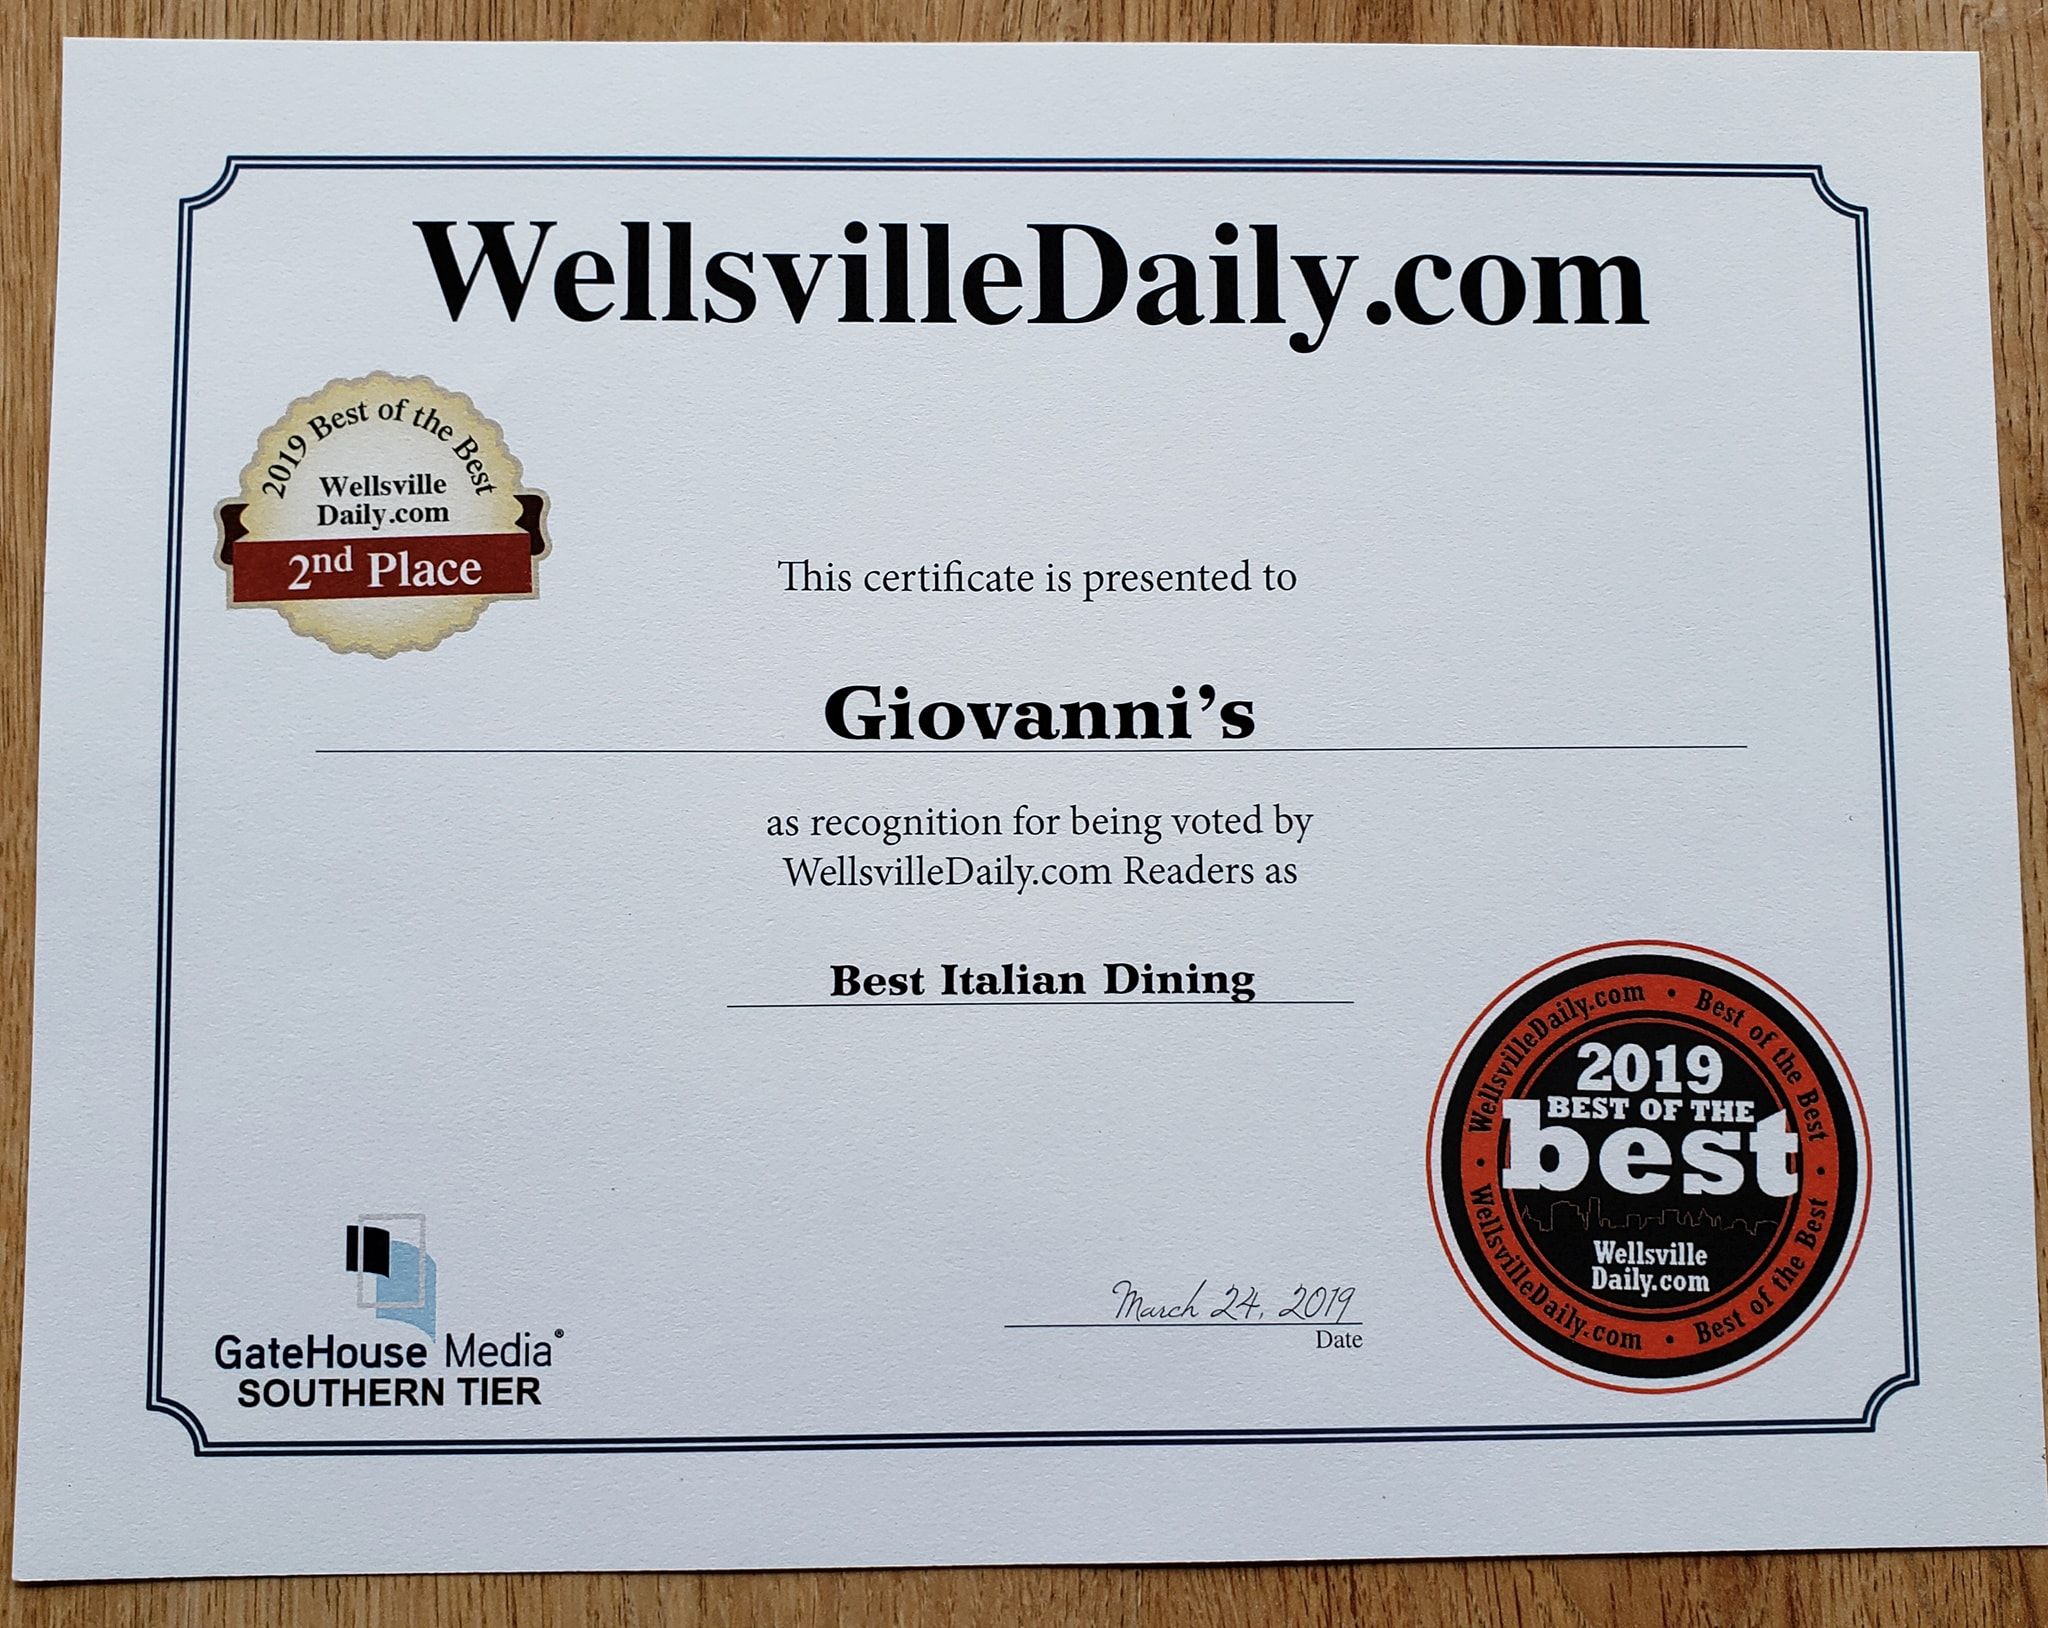 WellsvilleDaily.com
2019 Best of the Best
Wellsville
Daily.com
2nd Place
This certificate is presented to
Giovanni's
as recognition for being voted by
WellsvilleDaily.com Readers as
Best Italian Dining
WellsvilleDaily.com • Best of the Best •
2019
BEST OF THE
best
Wellsville
Daily.com
WellsvilleDaily.com • Best of the Best •
March 24, 2019
Date
GateHouse Media®
SOUTHERN TIER